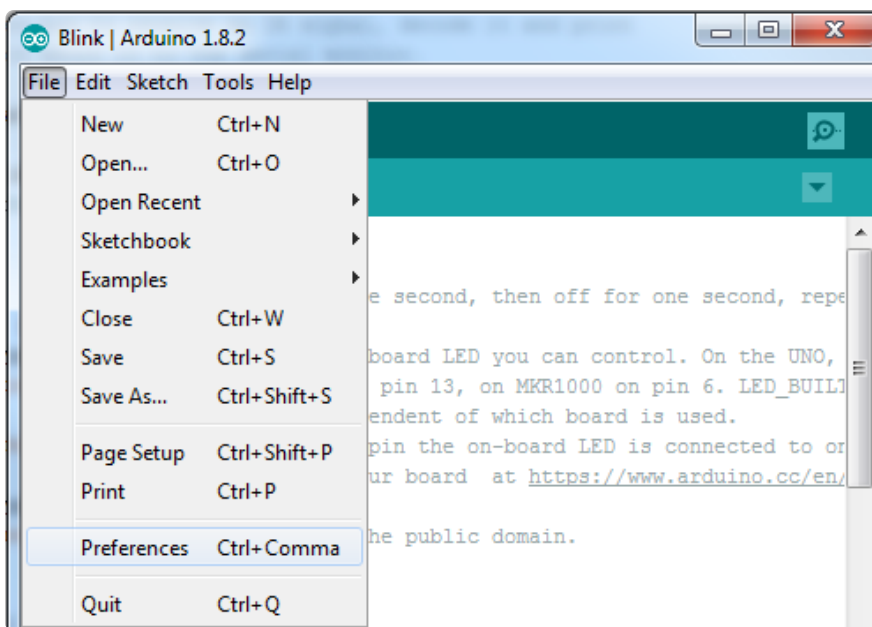 Blink | Arduino 1.8.2
File Edit Sketch Tools Help
New Ctrl+N
Open... Ctrl+O
Open Recent
Sketchbook
Examples
Close Ctrl+W
Save Ctrl+S
Save As... Ctrl+Shift+S
Page Setup Ctrl+Shift+P
Print Ctrl+P
Preferences Ctrl+Comma
Quit Ctrl+Q
e second, then off for one second, repe
board LED you can control. On the UNO,
pin 13, on MKR1000 on pin 6. LED_BUILT
endent of which board is used.
pin the on-board LED is connected to on
ur board at https://www.arduino.cc/en/
he public domain.